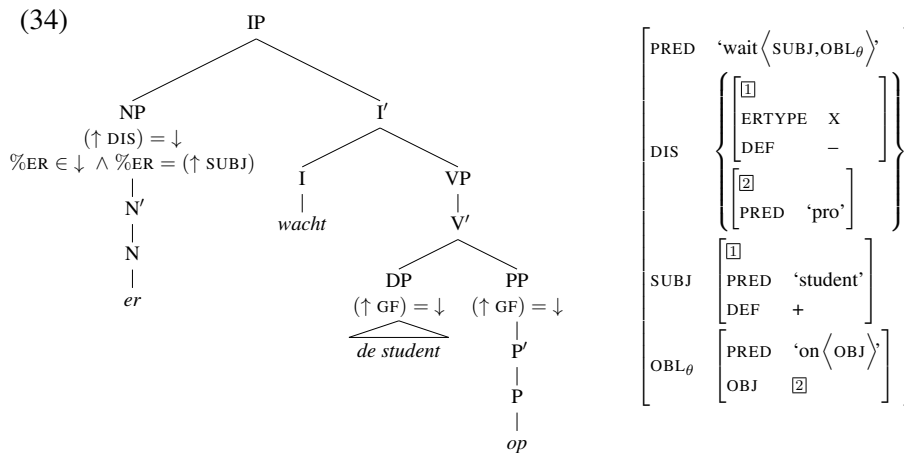 (34)
IP
NP
(↑ DIS) = ↓
%ER ∈ ↓ ∧ %ER = (↑ SUBJ)
N′
N
er
I′
I
wacht
VP
V′
DP
(↑ GF) = ↓
de student
PP
(↑ GF) = ↓
P′
P
op
PRED ‘wait⟨SUBJ,OBLθ⟩’
DIS
1
ERTYPE X
DEF −
2
PRED ‘pro’
SUBJ
1
PRED ‘student’
DEF +
OBLθ
PRED ‘on⟨OBJ⟩’
OBJ 2